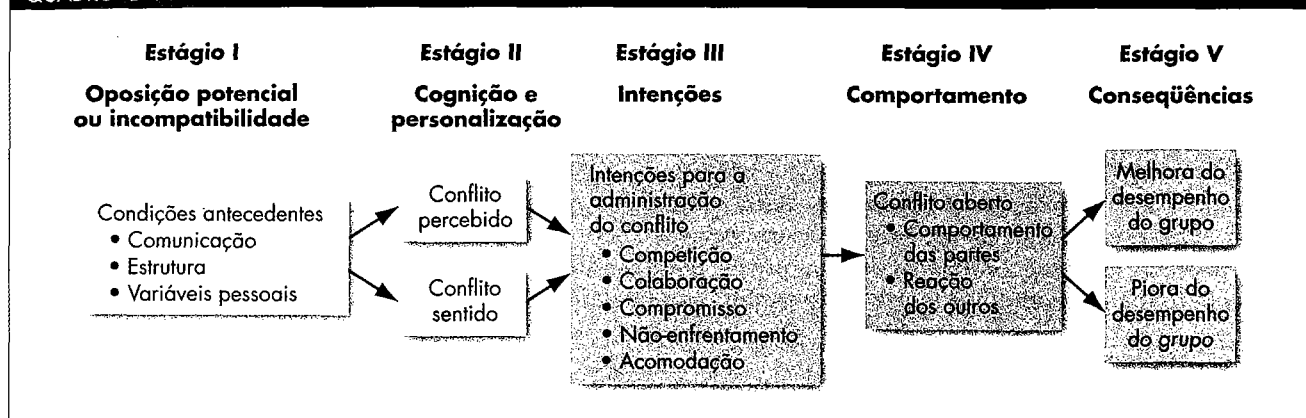 Estágio I
Oposição potencial
ou incompatibilidade
Condições antecedentes
• Comunicação
• Estrutura
• Variáveis pessoais
Estágio II
Cognição e
personalização
Conflito
percebido
Conflito
sentido
Estágio III
Intenções
Intenções para a
administração
do conflito
• Competição
• Colaboração
• Compromisso
• Não-enfrentamento
• Acomodação
Estágio IV
Comportamento
Conflito aberto
• Comportamento
das partes
• Reação
dos outros
Estágio V
Conseqüências
Melhora do
desempenho
do grupo
Piora do
desempenho
do grupo